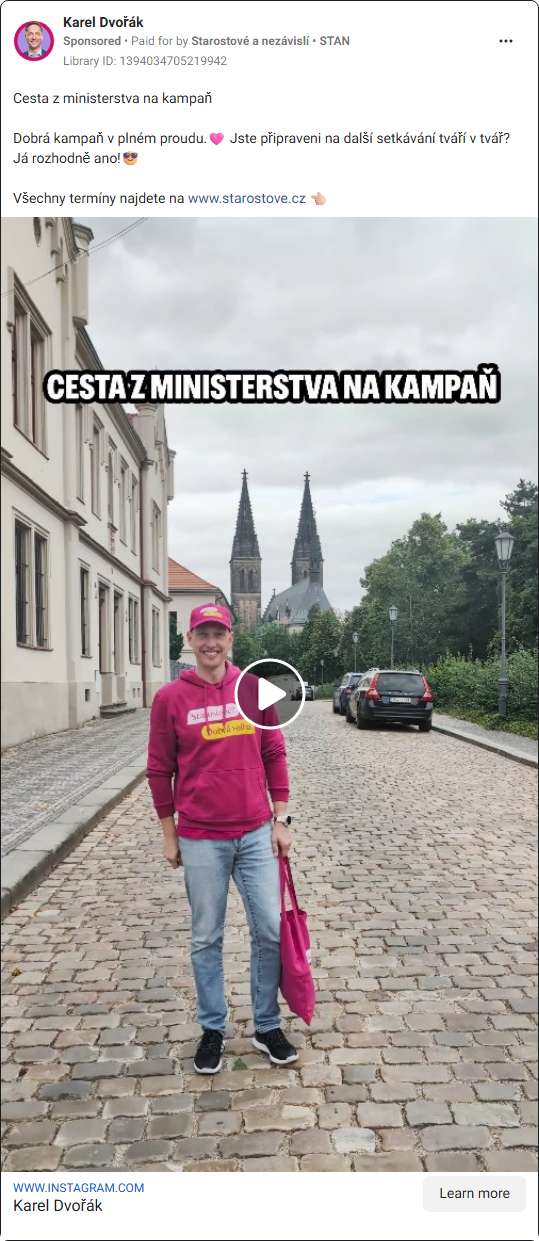 Karel Dvořák
Sponsored • Paid for by Starostové a nezávislí • STAN
Library ID: 1394034705219942
Cesta z ministerstva na kampaň
Dobrá kampaň v plném proudu.💗 Jste připraveni na další setkávání tváří v tvář?
Já rozhodně ano!😎
Všechny termíny najdete na www.starostove.cz 👈🏻
CESTA Z MINISTERSTVA NA KAMPAŇ
Starostové
Dobrá volba
WWW.INSTAGRAM.COM
Karel Dvořák
Learn more